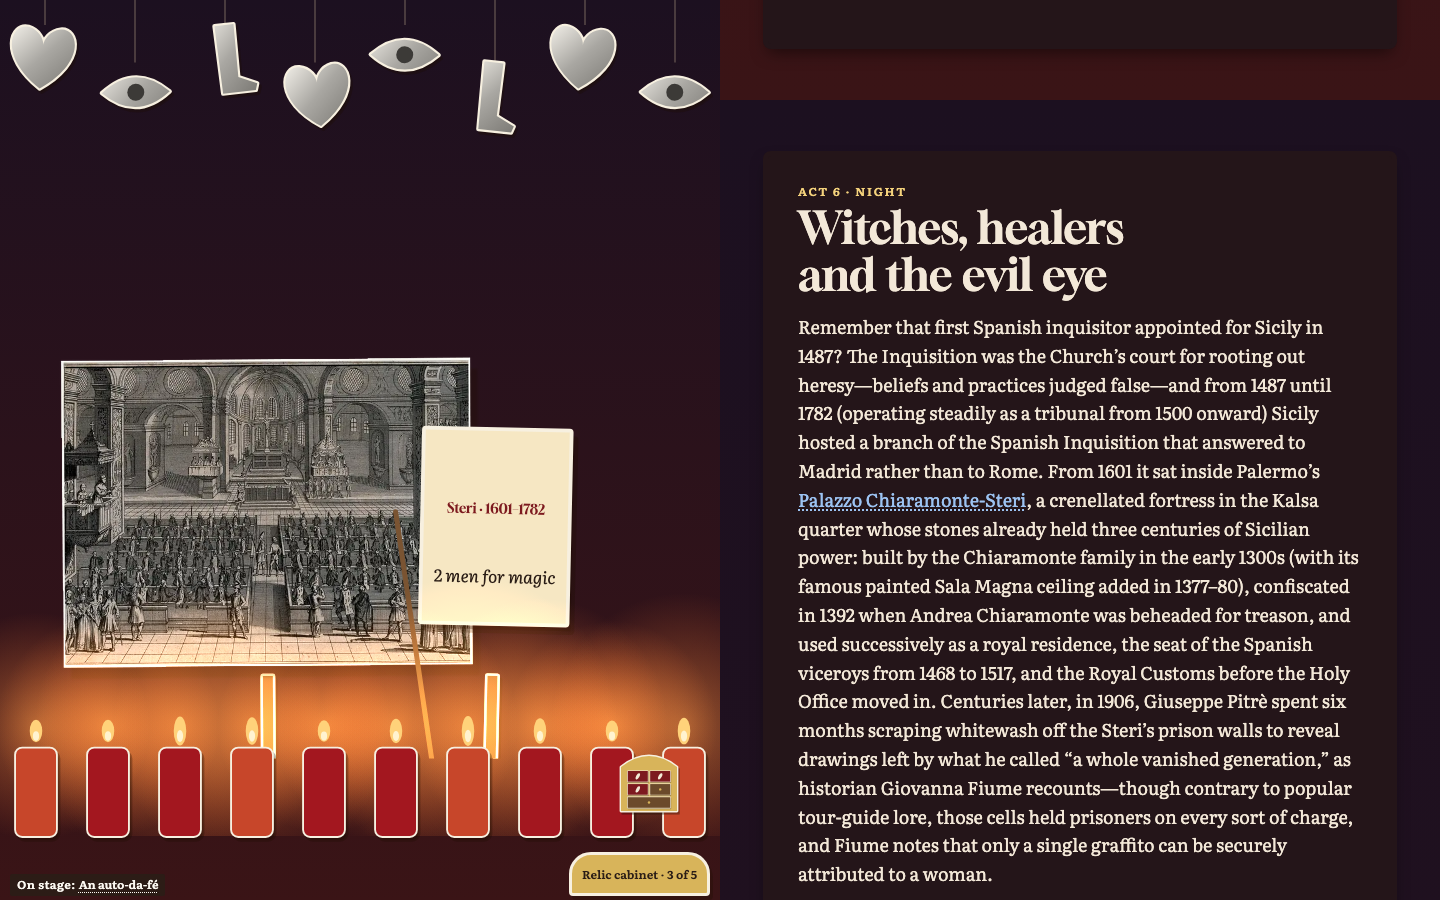 Steri · 1601–1782
2 men for magic
On stage: An auto-da-fé
Relic cabinet · 3 of 5
ACT 6 · NIGHT
Witches, healers
and the evil eye
Remember that first Spanish inquisitor appointed for Sicily in
1487? The Inquisition was the Church’s court for rooting out
heresy—beliefs and practices judged false—and from 1487 until
1782 (operating steadily as a tribunal from 1500 onward) Sicily
hosted a branch of the Spanish Inquisition that answered to
Madrid rather than to Rome. From 1601 it sat inside Palermo’s
Palazzo Chiaramonte-Steri, a crenellated fortress in the Kalsa
quarter whose stones already held three centuries of Sicilian
power: built by the Chiaramonte family in the early 1300s (with its
famous painted Sala Magna ceiling added in 1377–80), confiscated
in 1392 when Andrea Chiaramonte was beheaded for treason, and
used successively as a royal residence, the seat of the Spanish
viceroys from 1468 to 1517, and the Royal Customs before the Holy
Office moved in. Centuries later, in 1906, Giuseppe Pitrè spent six
months scraping whitewash off the Steri’s prison walls to reveal
drawings left by what he called “a whole vanished generation,” as
historian Giovanna Fiume recounts—though contrary to popular
tour-guide lore, those cells held prisoners on every sort of charge,
and Fiume notes that only a single graffito can be securely
attributed to a woman.